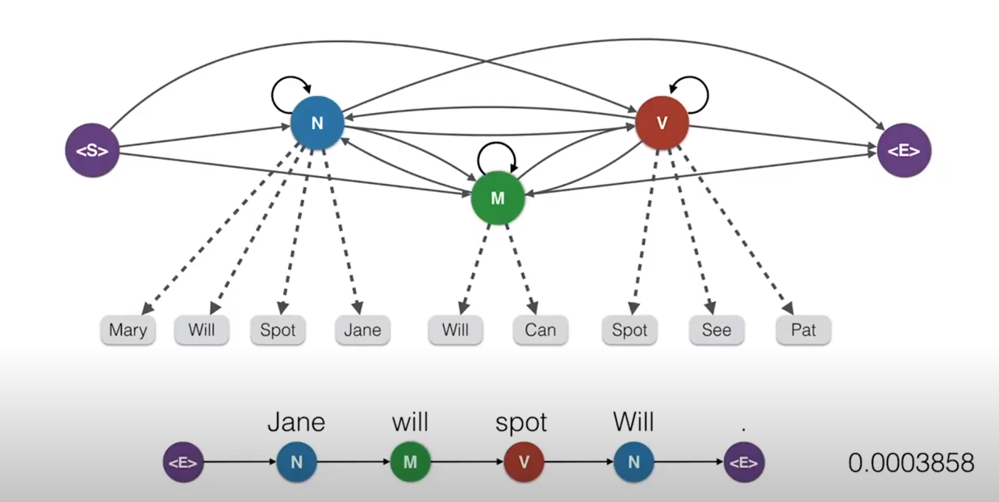 N V
<S> <E>
M
Mary Will Spot Jane Will Can Spot See Pat
Jane will spot Will .
<E> N M V N <E> 0.0003858